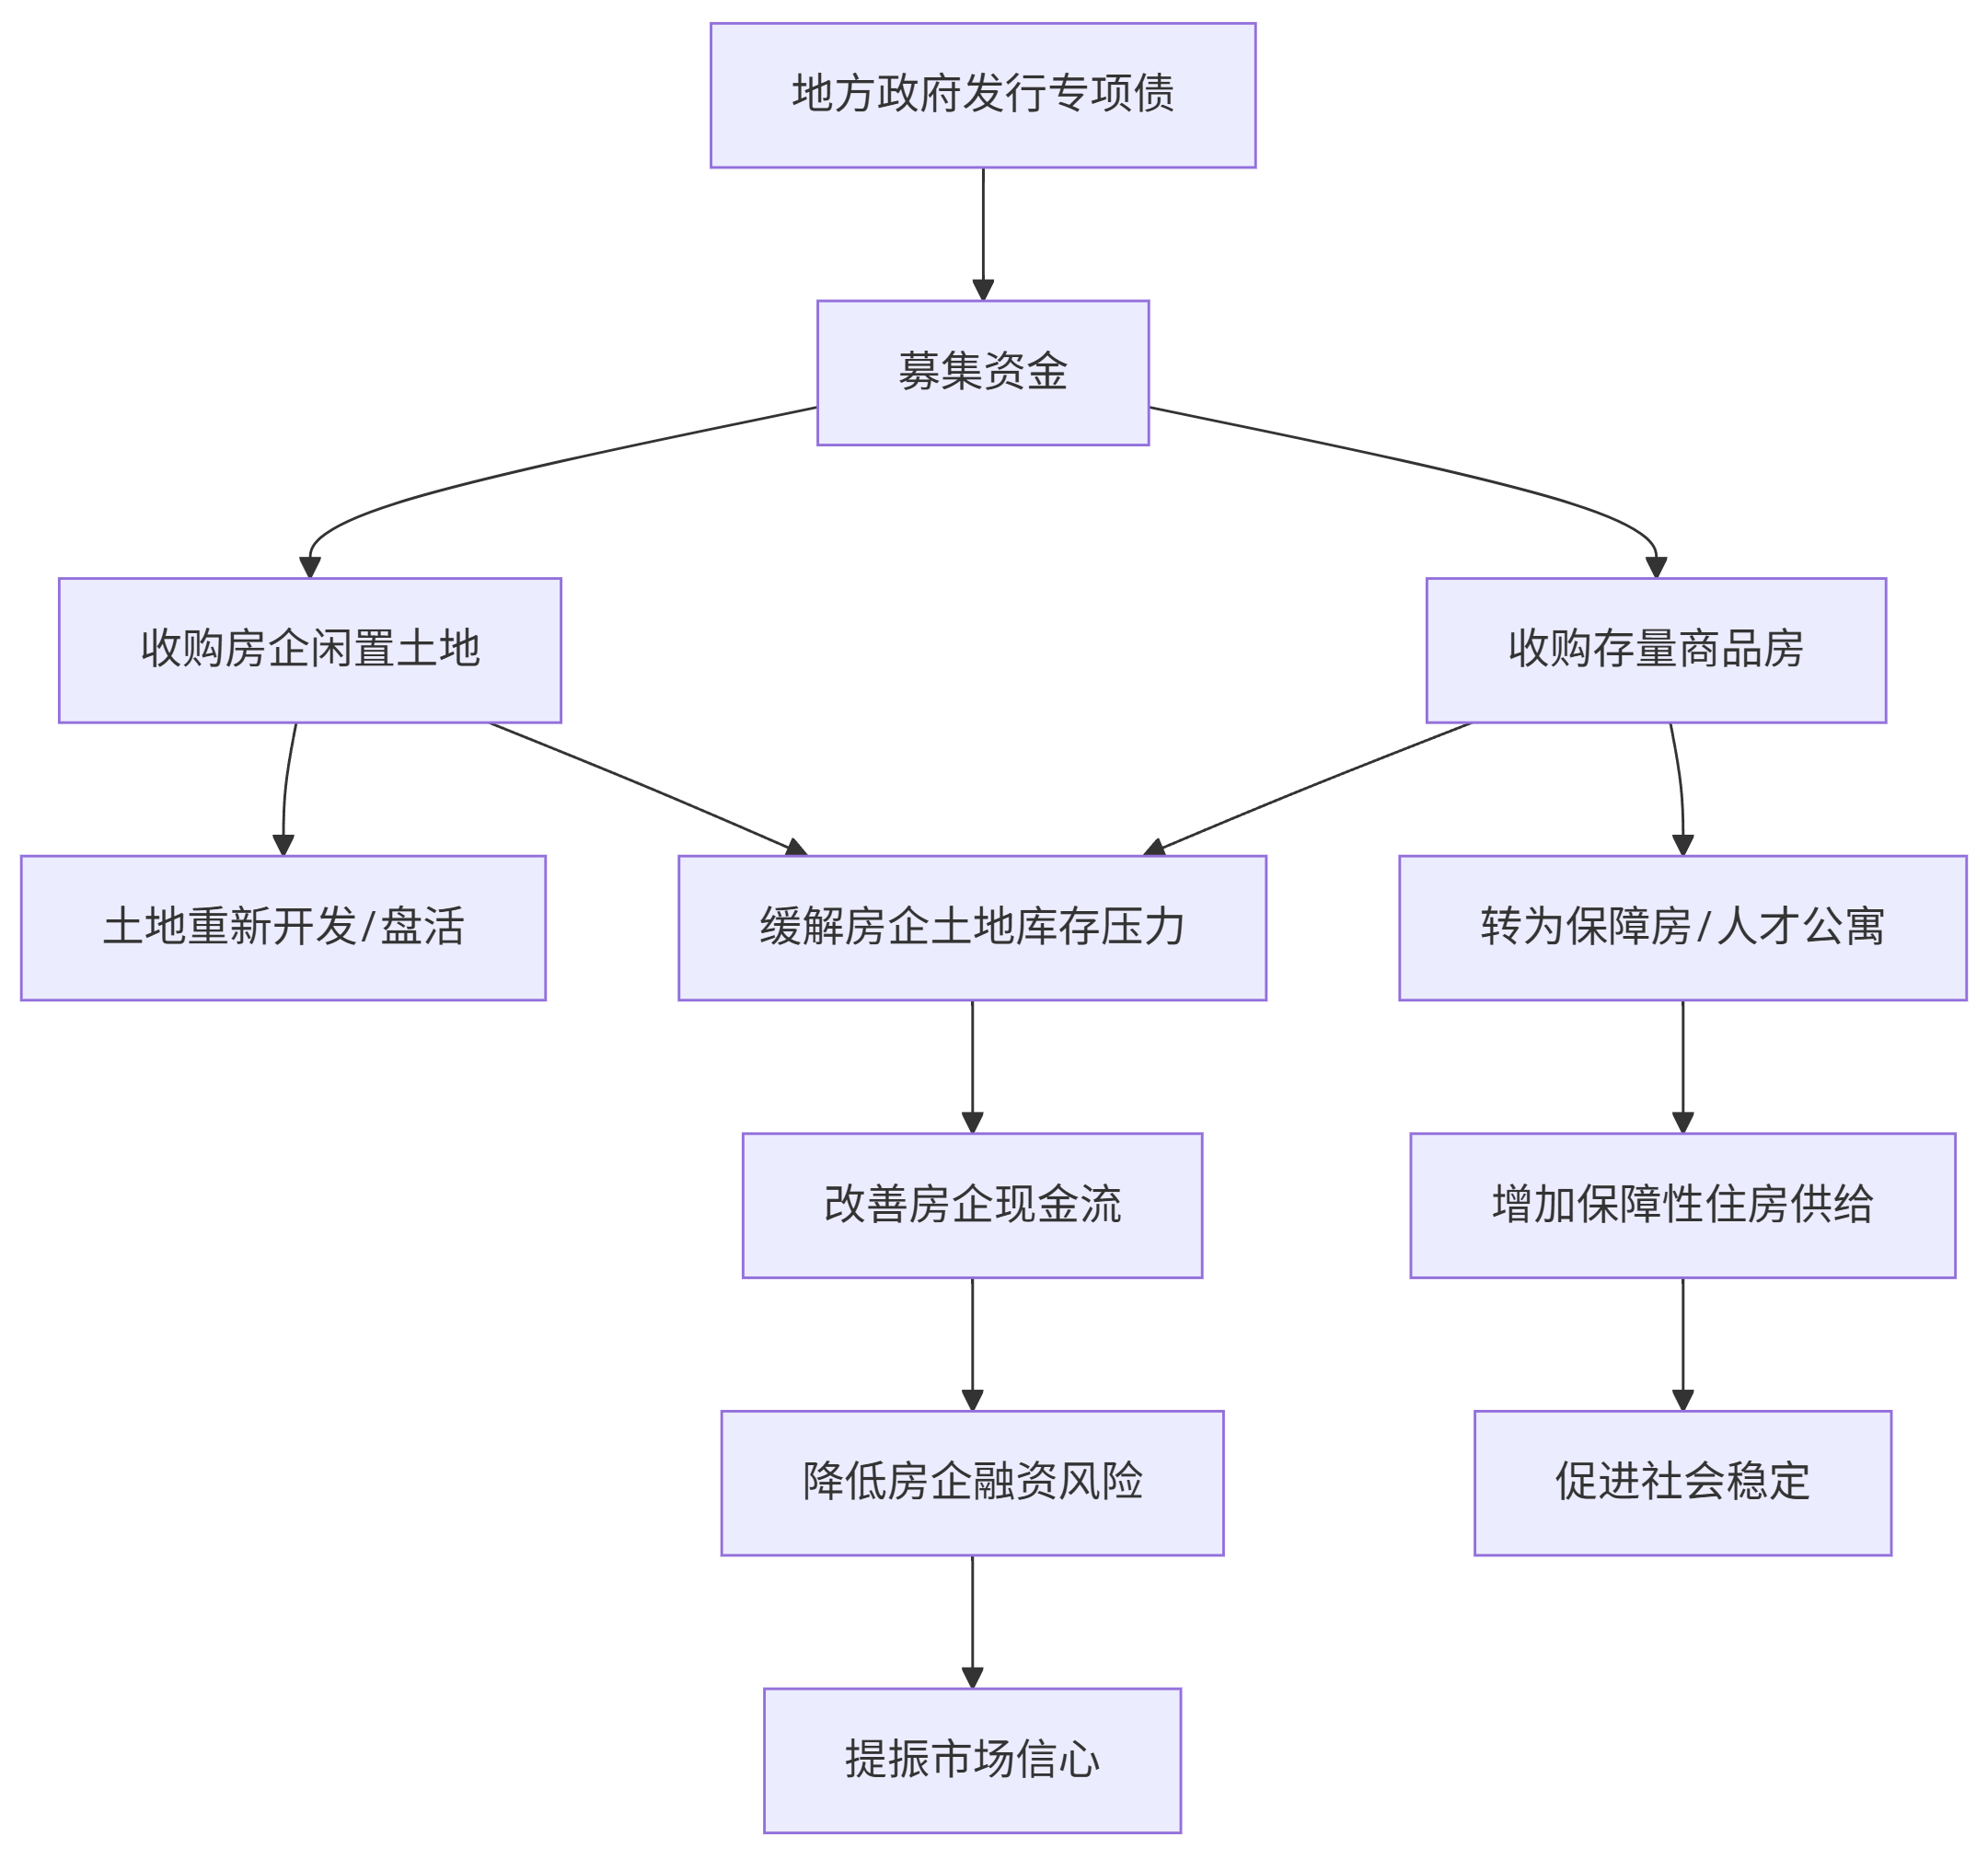 地方政府发行专项债
募集资金
收购房企闲置土地
收购存量商品房
土地重新开发/盘活
缓解房企土地库存压力
转为保障房/人才公寓
改善房企现金流
增加保障性住房供给
降低房企融资风险
促进社会稳定
提振市场信心